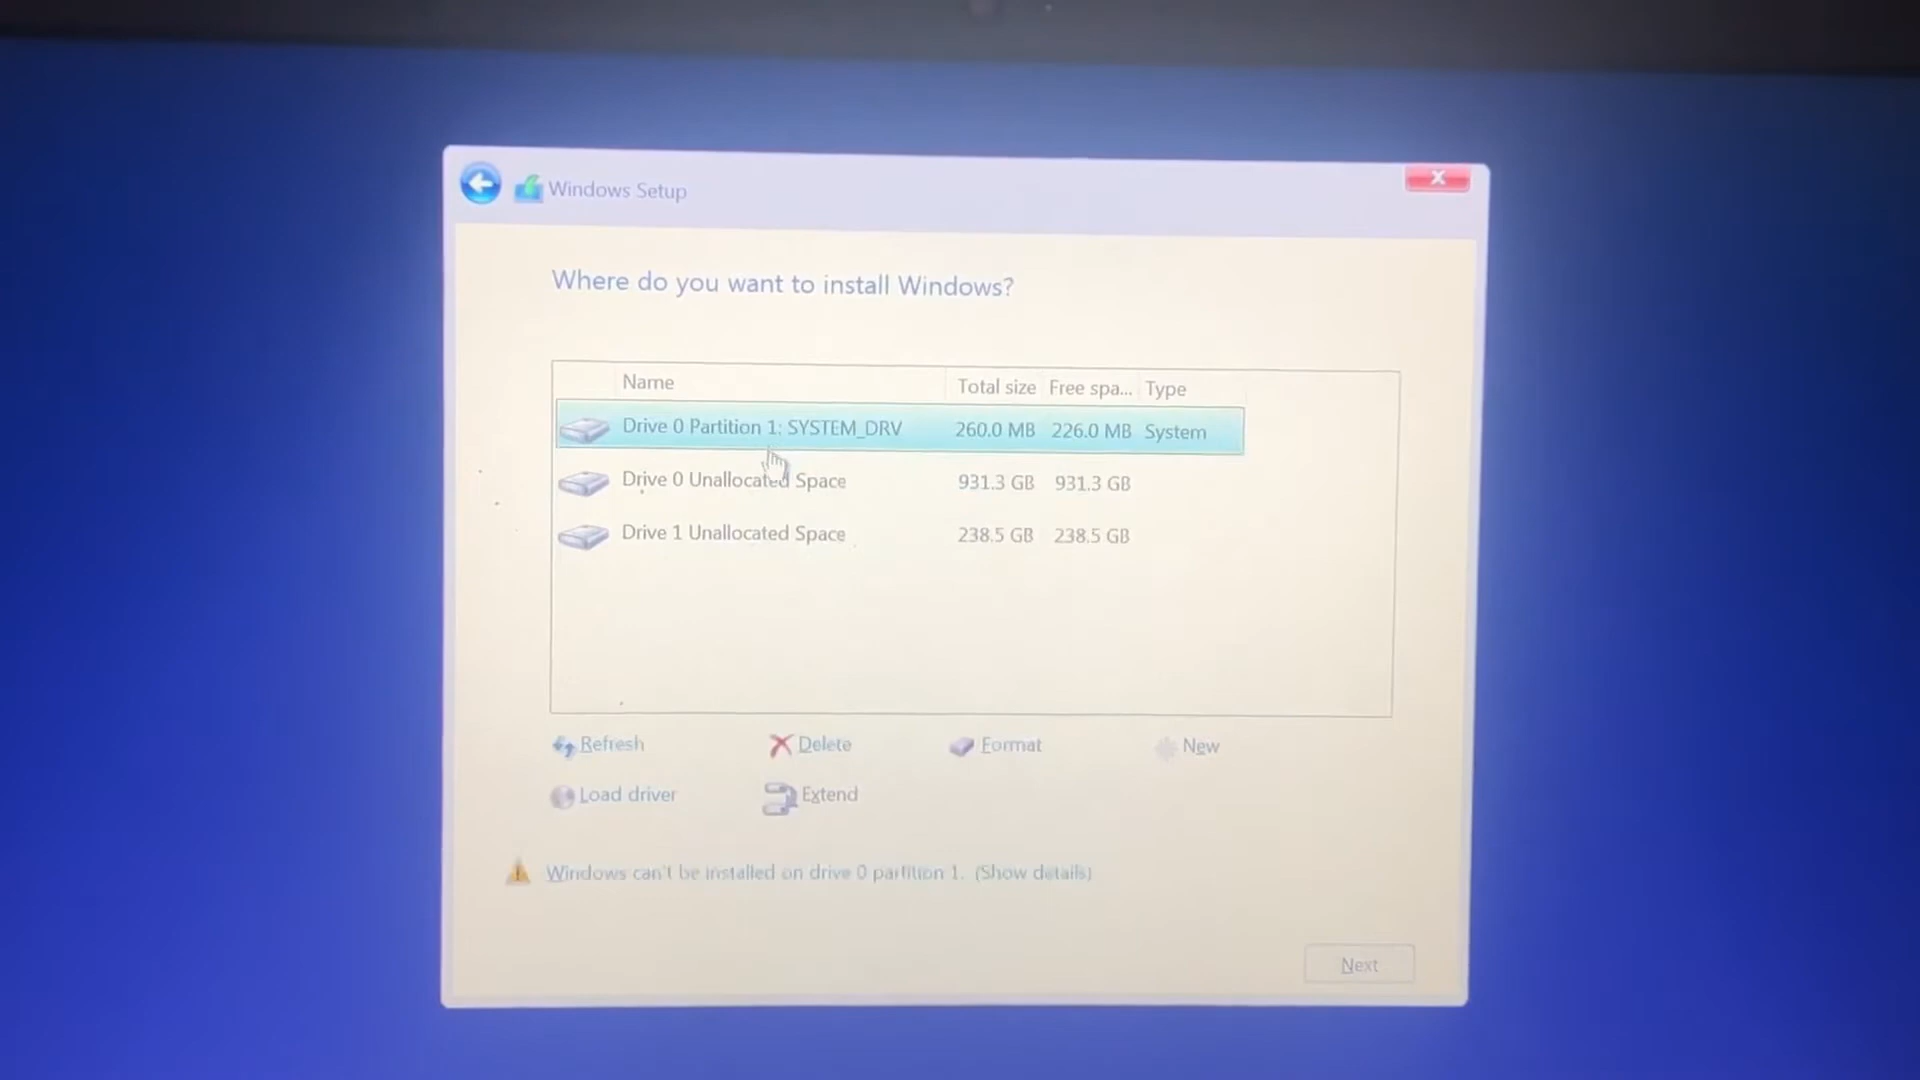 Windows Setup
Where do you want to install Windows?
Name Total size Free spa... Type
Drive 0 Partition 1: SYSTEM_DRV 260.0 MB 226.0 MB System
Drive 0 Unallocated Space 931.3 GB 931.3 GB
Drive 1 Unallocated Space 238.5 GB 238.5 GB
Refresh Delete Format New
Load driver Extend
Windows can't be installed on drive 0 partition 1. (Show details)
Next